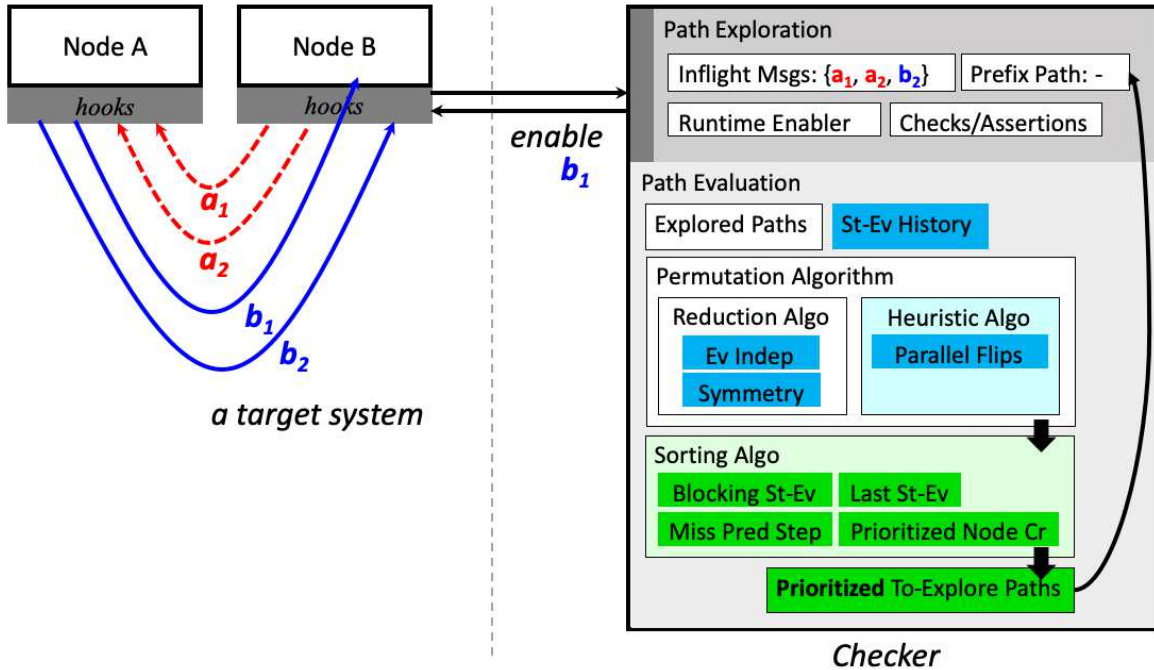 Node A
Node B
hooks
hooks
a1
a2
b1
b2
a target system
enable
b1
Path Exploration
Inflight Msgs: {a1, a2, b2}
Prefix Path: -
Runtime Enabler
Checks/Assertions
Path Evaluation
Explored Paths
St-Ev History
Permutation Algorithm
Reduction Algo
Ev Indep
Symmetry
Heuristic Algo
Parallel Flips
Sorting Algo
Blocking St-Ev
Last St-Ev
Miss Pred Step
Prioritized Node Cr
Prioritized To-Explore Paths
Checker